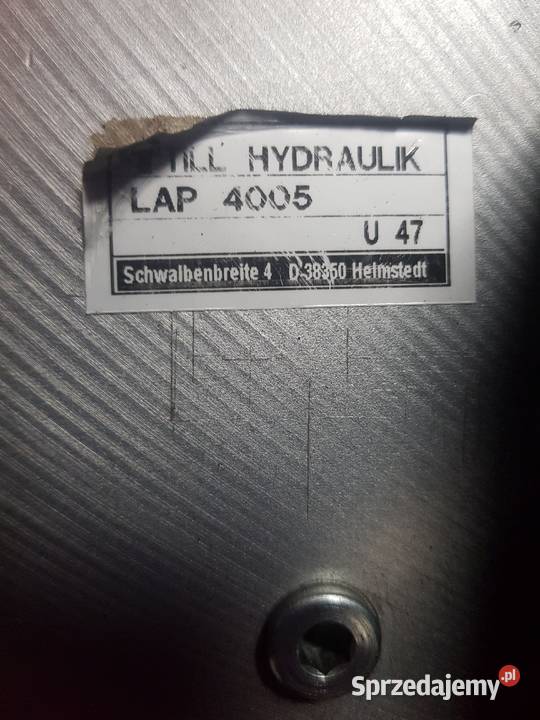 TILL HYDRAULIK
LAP 4005
U 47
Schwalbenbreite 4 D-38350 Helmstedt
Sprzedajemy.pl